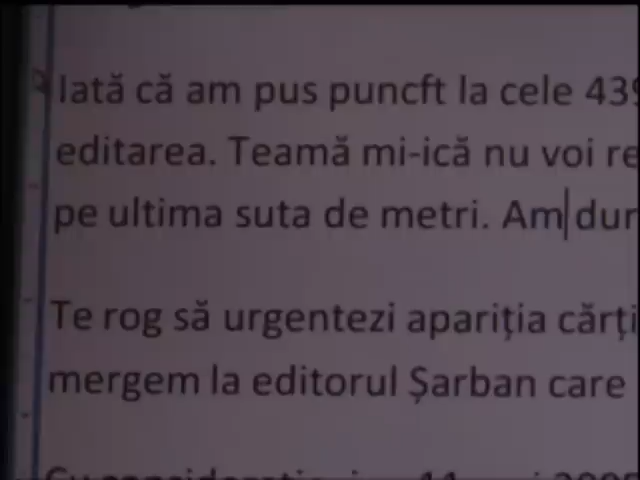 Iată că am pus puncft la cele 439
editarea. Teamă mi-ică nu voi re
pe ultima suta de metri. Am dur
Te rog să urgentezi apariția cărți
mergem la editorul Șarban care